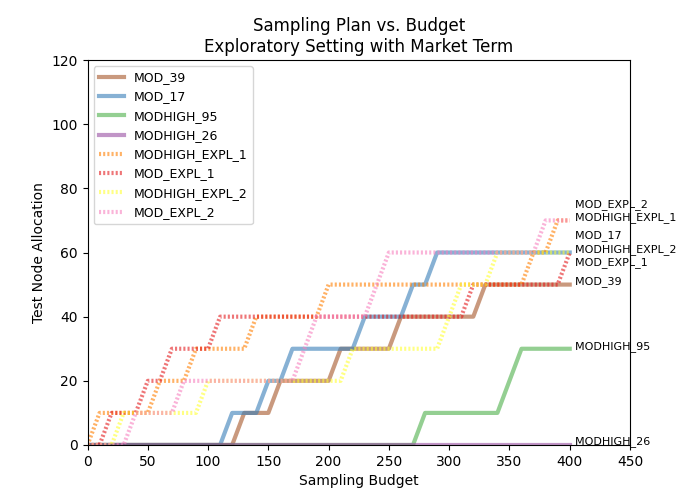 Sampling Plan vs. Budget
Exploratory Setting with Market Term
Test Node Allocation
120
100
80
60
40
20
0
MOD_39
MOD_17
MODHIGH_95
MODHIGH_26
MODHIGH_EXPL_1
MOD_EXPL_1
MODHIGH_EXPL_2
MOD_EXPL_2
MOD_EXPL_2
MODHIGH_EXPL_1
MOD_17
MODHIGH_EXPL_2
MOD_EXPL_1
MOD_39
MODHIGH_95
MODHIGH_26
0 50 100 150 200 250 300 350 400 450
Sampling Budget